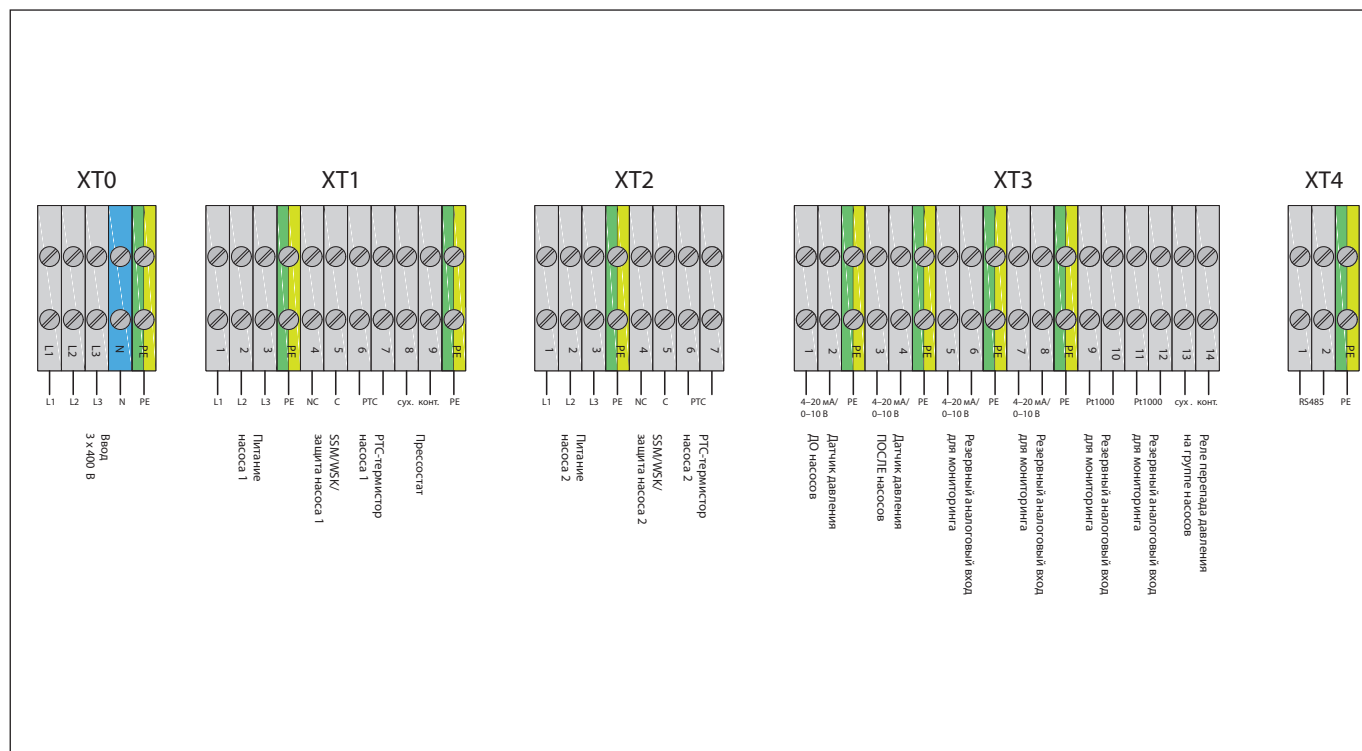 XT0
L1 L2 L3 N PE
L1 L2 L3 N PE
Ввод
3 x 400 В
XT1
1 2 3 PE 4 5 6 7 8 9 PE
L1 L2 L3 PE NC C PTC сух. конт. PE
Питание
насоса 1
SSM/WSK/
защита насоса 1
PTC-термистор
насоса 1
Прессостат
XT2
1 2 3 PE 4 5 6 7
L1 L2 L3 PE NC C PTC
Питание
насоса 2
SSM/WSK/
защита насоса 2
PTC-термистор
насоса 2
XT3
1 2 PE 3 4 PE 5 6 PE 7 8 PE 9 10 11 12 13 14
4–20 мА/
0–10 В
PE
4–20 мА/
0–10 В
PE
4–20 мА/
0–10 В
PE
4–20 мА/
0–10 В
PE
Pt1000
Pt1000
сух. конт.
Датчик давления
ДО насосов
Датчик давления
ПОСЛЕ насосов
Резервный аналоговый вход
для мониторинга
Резервный аналоговый вход
для мониторинга
Резервный аналоговый вход
для мониторинга
Резервный аналоговый вход
для мониторинга
Реле перепада давления
на группе насосов
XT4
1 2 PE
RS485 PE